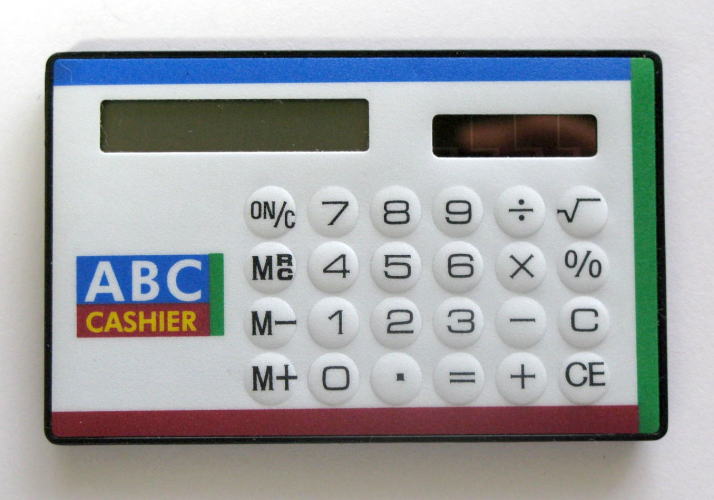 ON/C 7 8 9 ÷ √
MRC 4 5 6 × %
ABC
CASHIER
M− 1 2 3 − C
M+ 0 . = + CE